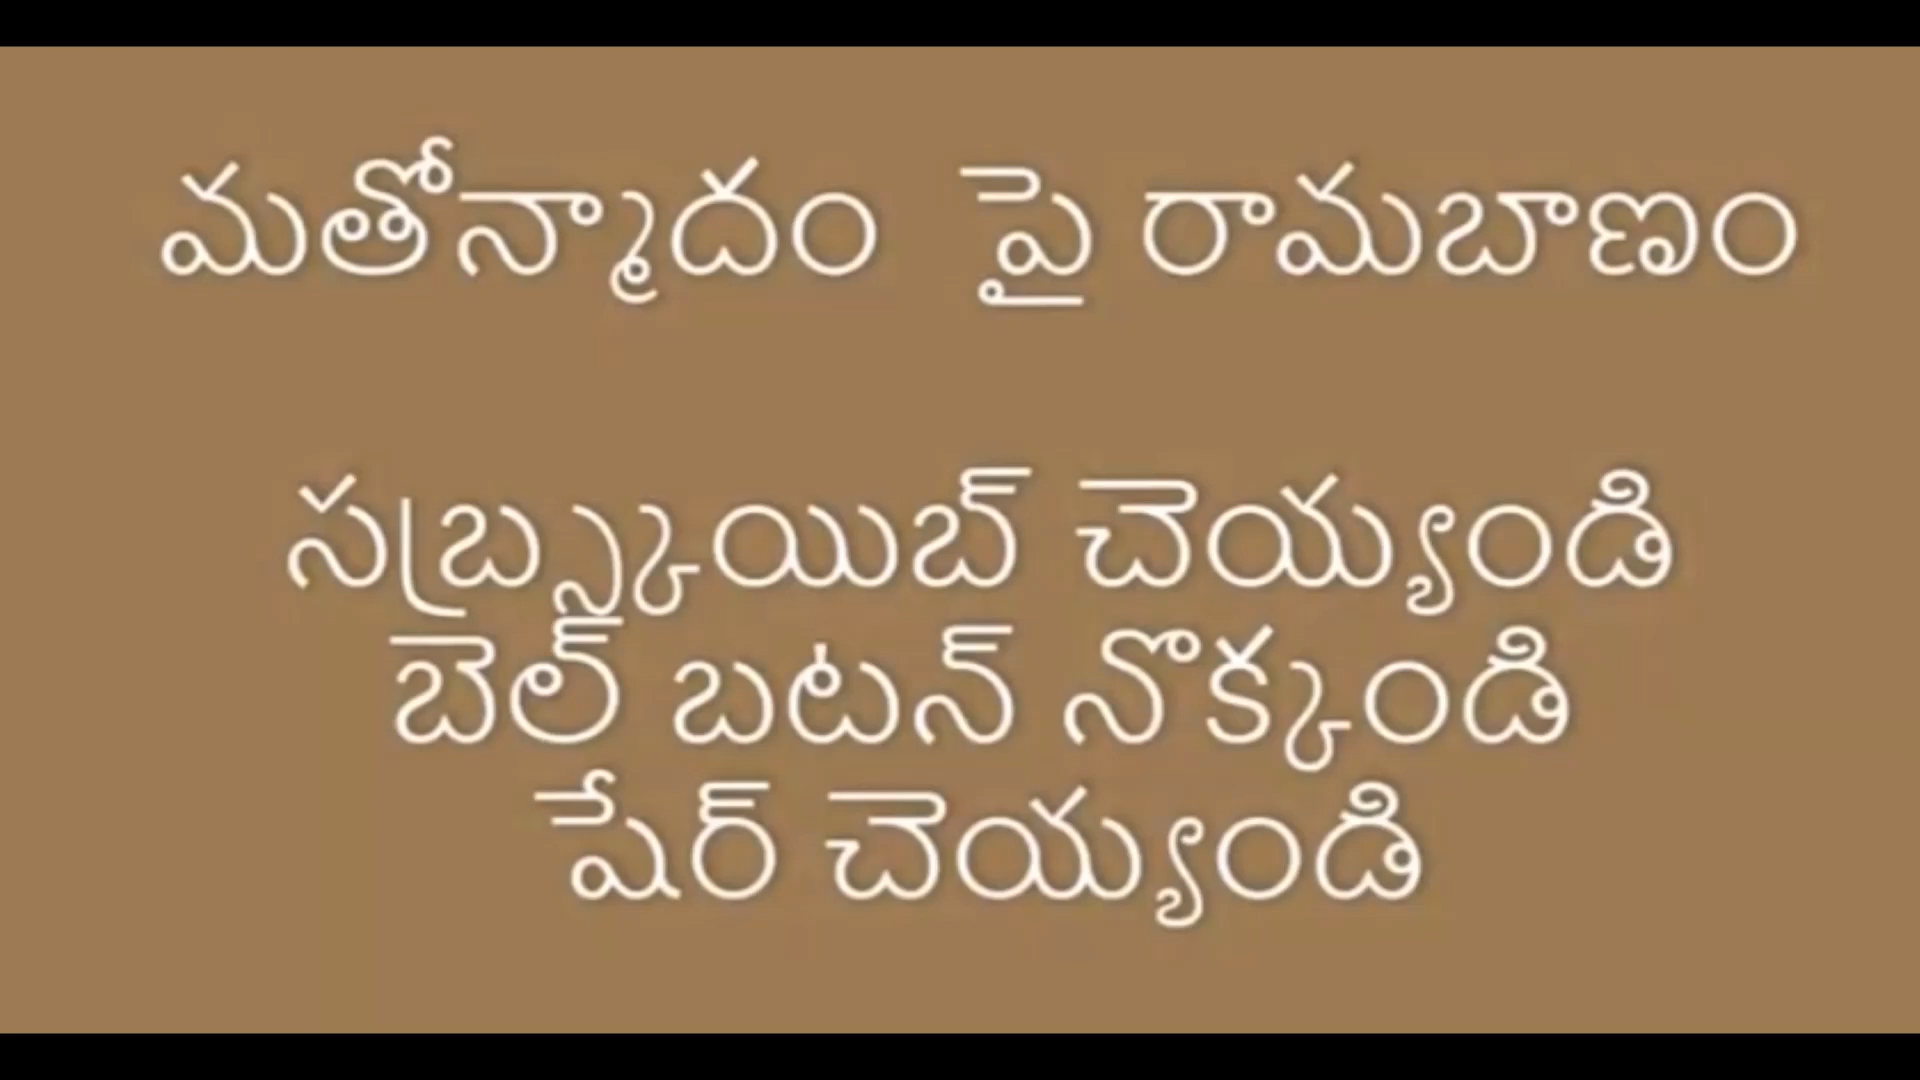 మతోన్మాదం పై రామబాణం
సబ్స్క్రయిబ్ చెయ్యండి
బెల్ బటన్ నొక్కండి
షేర్ చెయ్యండి